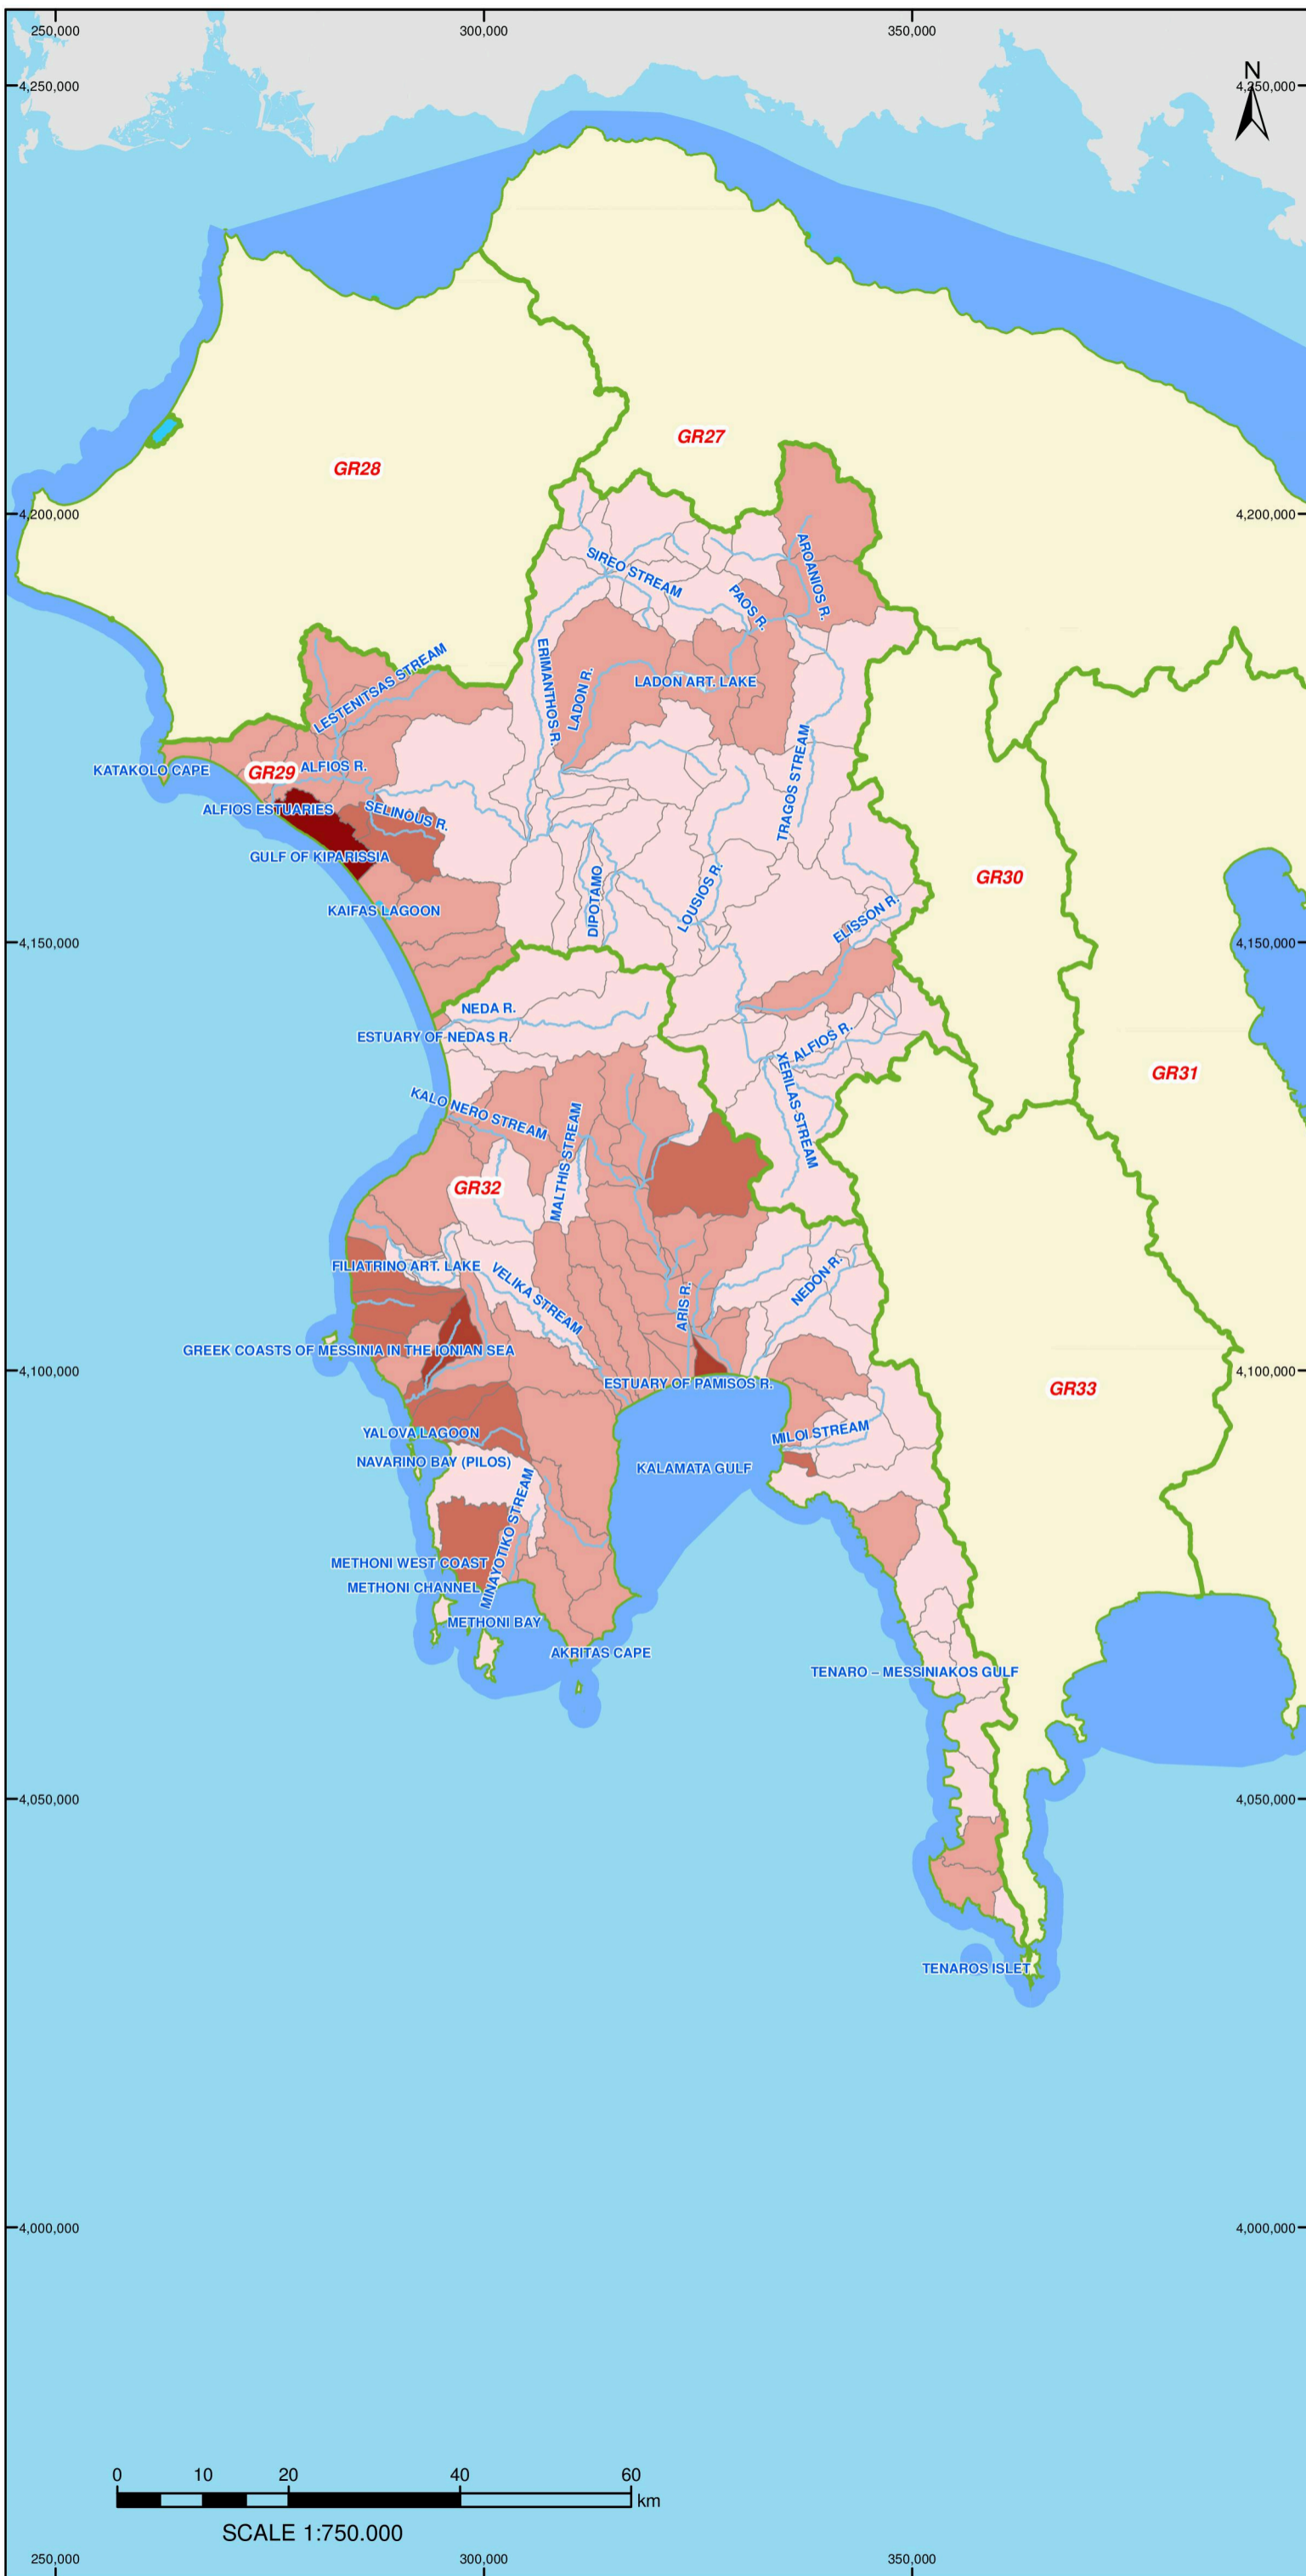 250,000
300,000
350,000
N
4,250,000
4,250,000
GR27
GR28
4,200,000
4,200,000
SIREO STREAM
AROANIOS R.
PAOS R.
ERIMANTHOS R.
LADON R.
LADON ART. LAKE
LESTENITSAS STREAM
TRAGOS STREAM
KATAKOLO CAPE
GR29
ALFIOS R.
ALFIOS ESTUARIES
SELINOUS R.
GULF OF KIPARISSIA
GR30
DIPOTAMO
LOUSIOS R.
KAIFAS LAGOON
ELISSON R.
4,150,000
4,150,000
NEDA R.
ESTUARY OF NEDAS R.
ALFIOS R.
GR31
XERILAS STREAM
KALO NERO STREAM
MALTHIS STREAM
GR32
FILIATRINO ART. LAKE
VELIKA STREAM
NEDON R.
ARIS R.
GREEK COASTS OF MESSINIA IN THE IONIAN SEA
4,100,000
4,100,000
ESTUARY OF PAMISOS R.
GR33
YALOVA LAGOON
MILOI STREAM
NAVARINO BAY (PILOS)
KALAMATA GULF
MINAYOTIKO STREAM
METHONI WEST COAST
METHONI CHANNEL
METHONI BAY
AKRITAS CAPE
TENARO – MESSINIAKOS GULF
4,050,000
4,050,000
TENAROS ISLET
4,000,000
4,000,000
0 10 20 40 60
km
SCALE 1:750.000
250,000
300,000
350,000